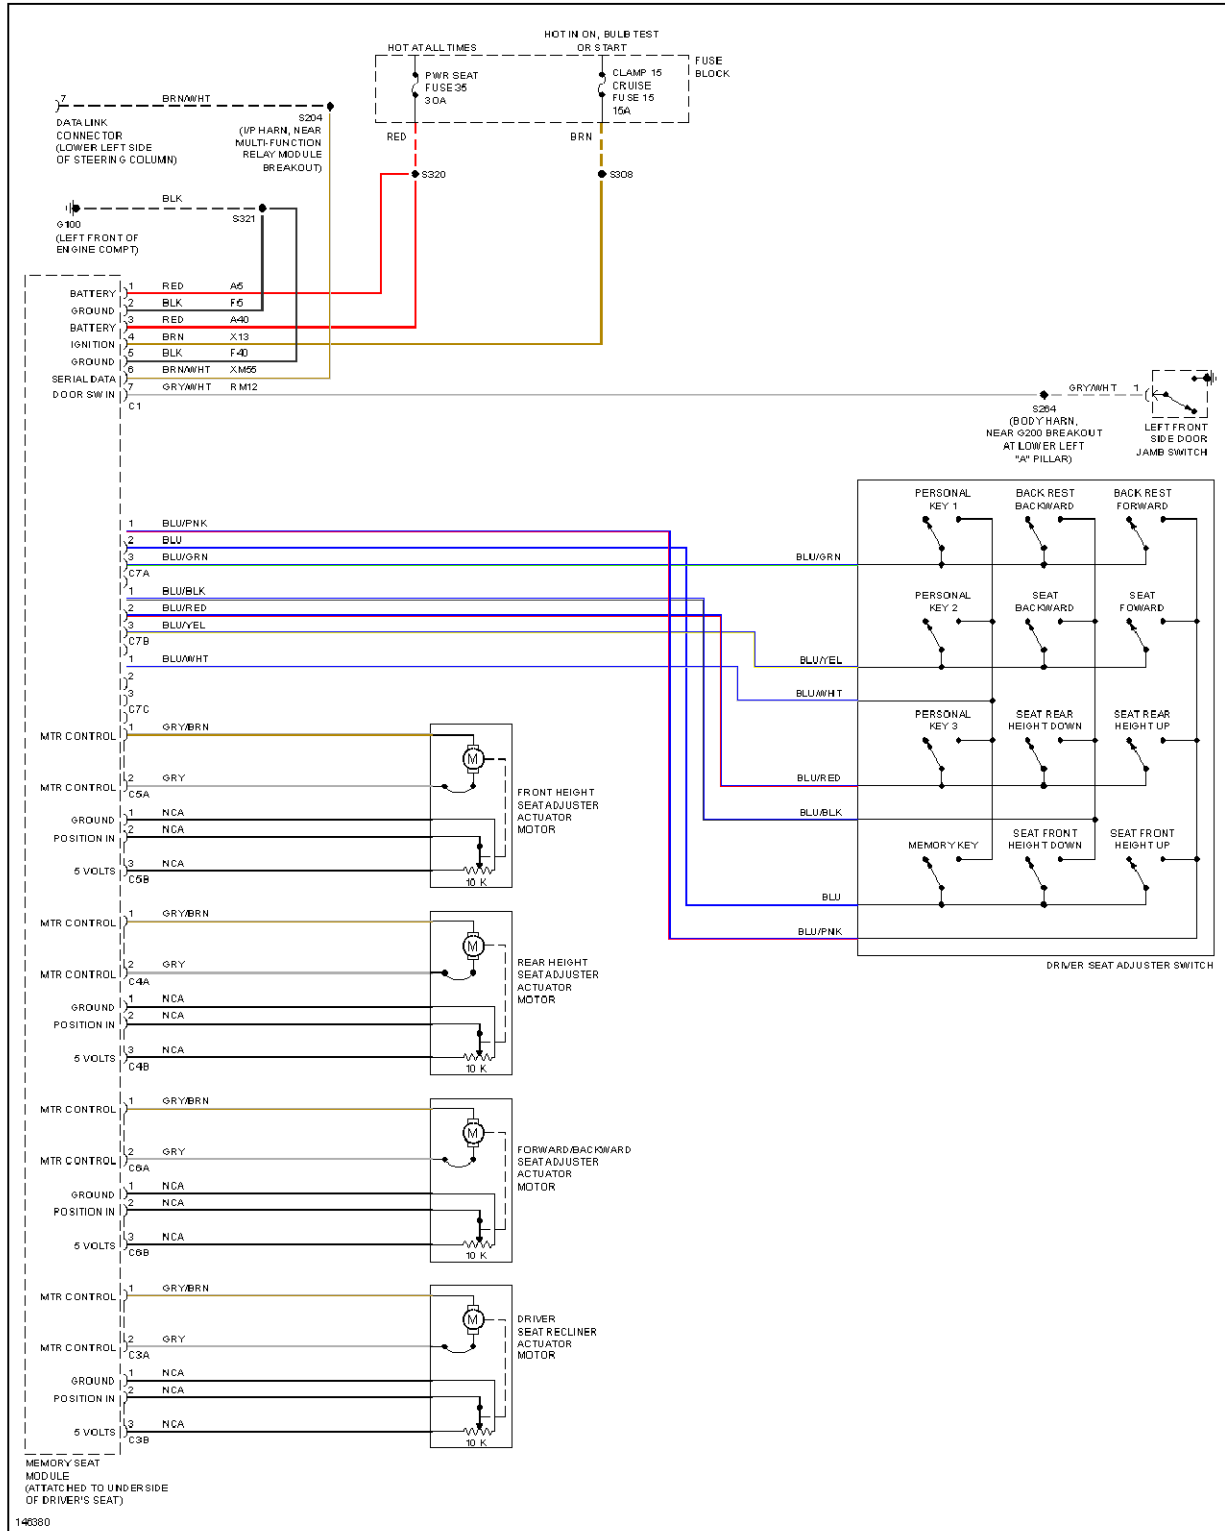 HOT AT ALL TIMES
HOT IN ON, BULB TEST
OR START
PWR SEAT
FUSE 35
30A
CLAMP 15
CRUISE
FUSE 15
15A
FUSE
BLOCK
7
BRN/WHT
DATA LINK
CONNECTOR
(LOWER LEFT SIDE
OF STEERING COLUMN)
S204
(I/P HARN, NEAR
MULTI-FUNCTION
RELAY MODULE
BREAKOUT)
RED
BRN
S320
S308
BLK
S321
G100
(LEFT FRONT OF
ENGINE COMPT)
BATTERY 1 RED A5
GROUND 2 BLK F5
BATTERY 3 RED A40
IGNITION 4 BRN X13
GROUND 5 BLK F40
SERIAL DATA 6 BRN/WHT XM55
DOOR SW IN 7 GRY/WHT RM12
C1
GRY/WHT 1
S264
(BODY HARN,
NEAR G200 BREAKOUT
AT LOWER LEFT
"A" PILLAR)
LEFT FRONT
SIDE DOOR
JAMB SWITCH
1 BLU/PNK
2 BLU
3 BLU/GRN
C7A
1 BLU/BLK
2 BLU/RED
3 BLU/YEL
C7B
1 BLU/WHT
2
3
C7C
BLU/GRN
BLU/YEL
BLU/WHT
BLU/RED
BLU/BLK
BLU
BLU/PNK
PERSONAL
KEY 1
BACK REST
BACKWARD
BACK REST
FORWARD
PERSONAL
KEY 2
SEAT
BACKWARD
SEAT
FOWARD
PERSONAL
KEY 3
SEAT REAR
HEIGHT DOWN
SEAT REAR
HEIGHT UP
MEMORY KEY
SEAT FRONT
HEIGHT DOWN
SEAT FRONT
HEIGHT UP
DRIVER SEAT ADJUSTER SWITCH
MTR CONTROL 1 GRY/BRN
MTR CONTROL 2 GRY
C5A
GROUND 1 NCA
POSITION IN 2 NCA
5 VOLTS 3 NCA
C5B
M
10 K
FRONT HEIGHT
SEAT ADJUSTER
ACTUATOR
MOTOR
MTR CONTROL 1 GRY/BRN
MTR CONTROL 2 GRY
C4A
GROUND 1 NCA
POSITION IN 2 NCA
5 VOLTS 3 NCA
C4B
M
10 K
REAR HEIGHT
SEAT ADJUSTER
ACTUATOR
MOTOR
MTR CONTROL 1 GRY/BRN
MTR CONTROL 2 GRY
C6A
GROUND 1 NCA
POSITION IN 2 NCA
5 VOLTS 3 NCA
C6B
M
10 K
FORWARD/BACKWARD
SEAT ADJUSTER
ACTUATOR
MOTOR
MTR CONTROL 1 GRY/BRN
MTR CONTROL 2 GRY
C3A
GROUND 1 NCA
POSITION IN 2 NCA
5 VOLTS 3 NCA
C3B
M
10 K
DRIVER
SEAT RECLINER
ACTUATOR
MOTOR
MEMORY SEAT
MODULE
(ATTATCHED TO UNDERSIDE
OF DRIVER'S SEAT)
146380